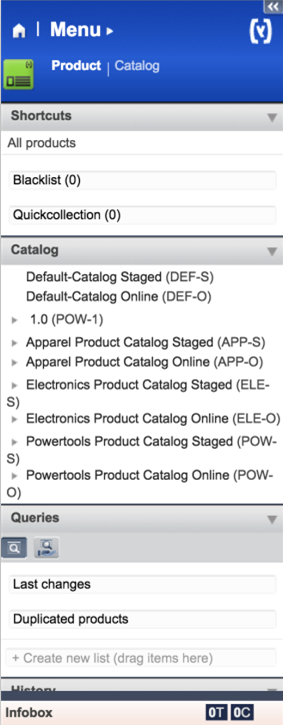 Menu
Product | Catalog
Shortcuts
All products
Blacklist (0)
Quickcollection (0)
Catalog
Default-Catalog Staged (DEF-S)
Default-Catalog Online (DEF-O)
1.0 (POW-1)
Apparel Product Catalog Staged (APP-S)
Apparel Product Catalog Online (APP-O)
Electronics Product Catalog Staged (ELE-
S)
Electronics Product Catalog Online (ELE-O)
Powertools Product Catalog Staged (POW-
S)
Powertools Product Catalog Online (POW-
O)
Queries
Last changes
Duplicated products
+ Create new list (drag items here)
History
Infobox 0T 0C